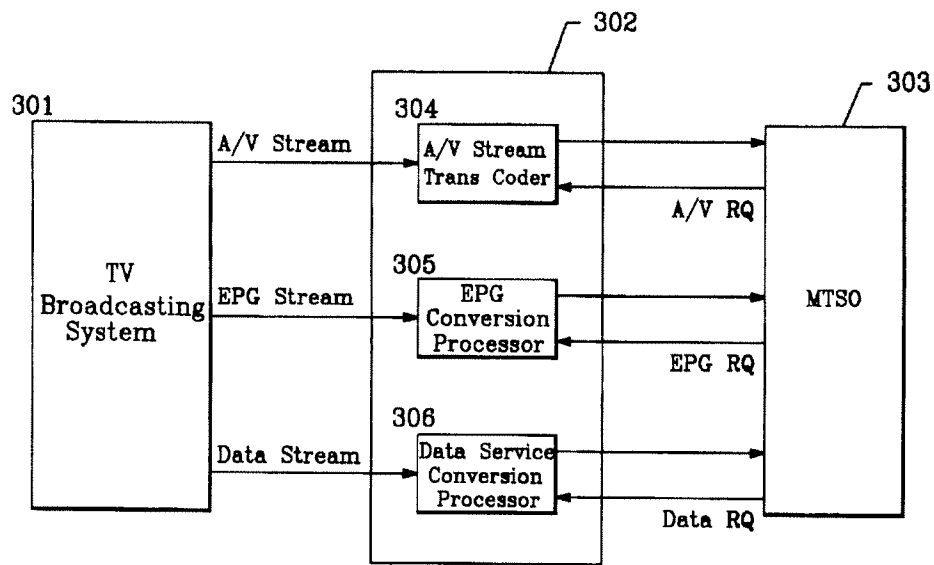 302
303
301
304
A/V Stream
A/V Stream
Trans Coder
A/V RQ
305
TV
Broadcasting
System
EPG Stream
EPG
Conversion
Processor
MTSO
EPG RQ
306
Data Stream
Data Service
Conversion
Processor
Data RQ